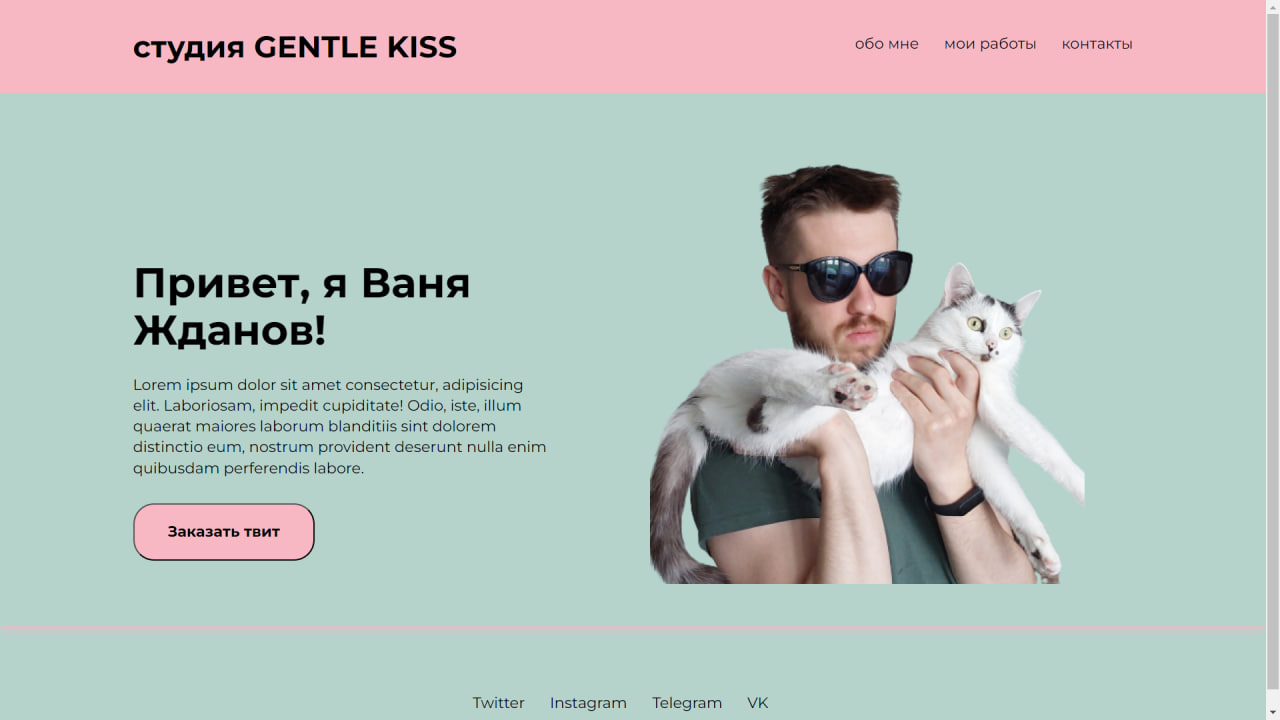 студия GENTLE KISS
обо мне мои работы контакты
Привет, я Ваня
Жданов!
Lorem ipsum dolor sit amet consectetur, adipisicing
elit. Laboriosam, impedit cupiditate! Odio, iste, illum
quaerat maiores laborum blanditiis sint dolorem
distinctio eum, nostrum provident deserunt nulla enim
quibusdam perferendis labore.
Заказать твит
Twitter Instagram Telegram VK